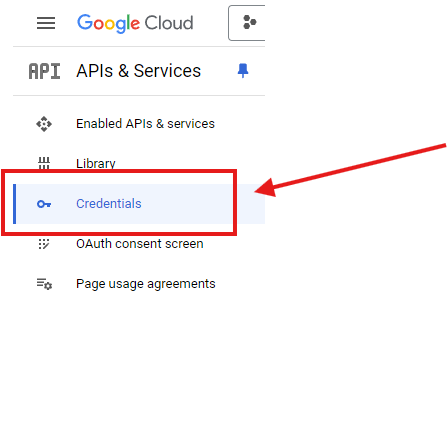 Google Cloud
API APIs & Services
Enabled APIs & services
Library
Credentials
OAuth consent screen
Page usage agreements